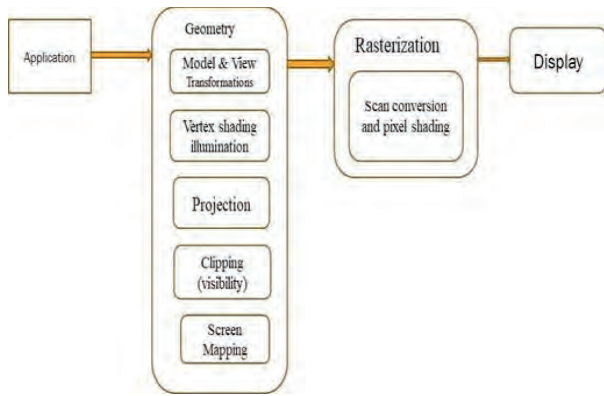 Application
Geometry
Model & View
Transformations
Vertex shading
illumination
Projection
Clipping
(visibility)
Screen
Mapping
Rasterization
Scan conversion
and pixel shading
Display